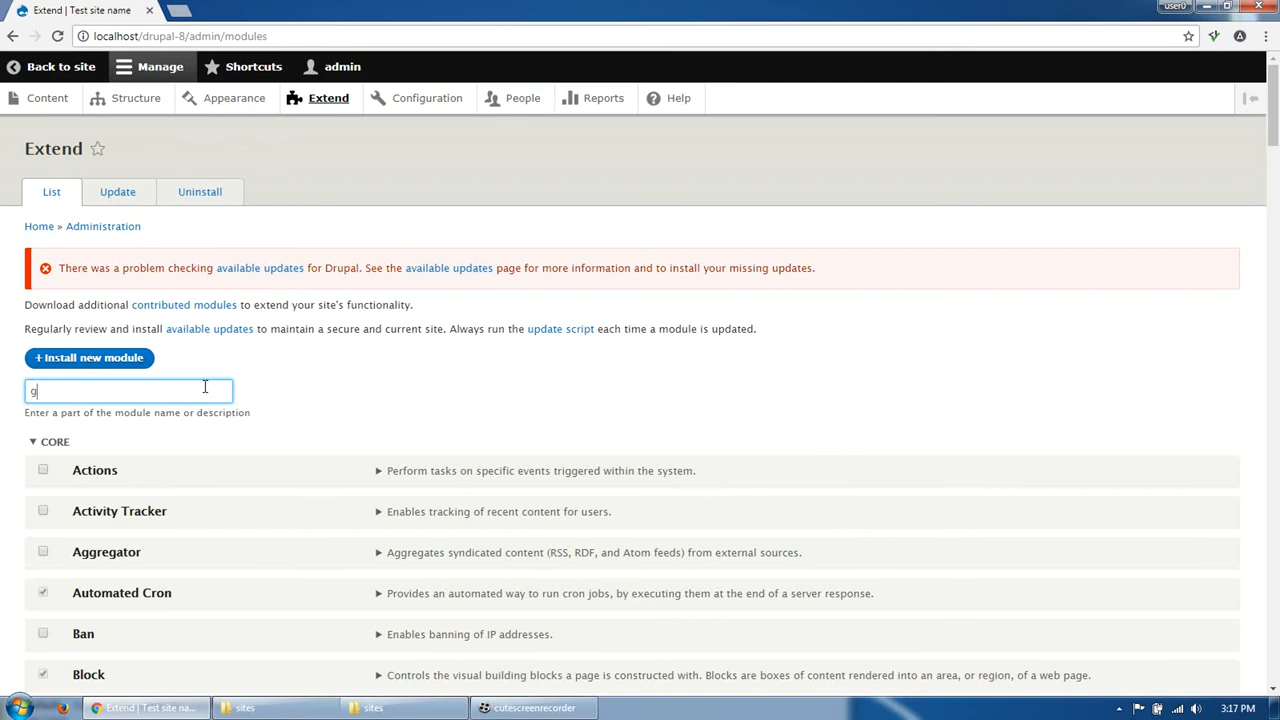 Extend | Test site name
user0
localhost/drupal-8/admin/modules
Back to site Manage Shortcuts admin
Content Structure Appearance Extend Configuration People Reports Help
Extend
List Update Uninstall
Home » Administration
There was a problem checking available updates for Drupal. See the available updates page for more information and to install your missing updates.
Download additional contributed modules to extend your site's functionality.
Regularly review and install available updates to maintain a secure and current site. Always run the update script each time a module is updated.
+ Install new module
g
Enter a part of the module name or description
▼ CORE
Actions ► Perform tasks on specific events triggered within the system.
Activity Tracker ► Enables tracking of recent content for users.
Aggregator ► Aggregates syndicated content (RSS, RDF, and Atom feeds) from external sources.
Automated Cron ► Provides an automated way to run cron jobs, by executing them at the end of a server response.
Ban ► Enables banning of IP addresses.
Block ► Controls the visual building blocks a page is constructed with. Blocks are boxes of content rendered into an area, or region, of a web page.
Extend | Test site na... sites sites cutescreenrecorder 3:17 PM